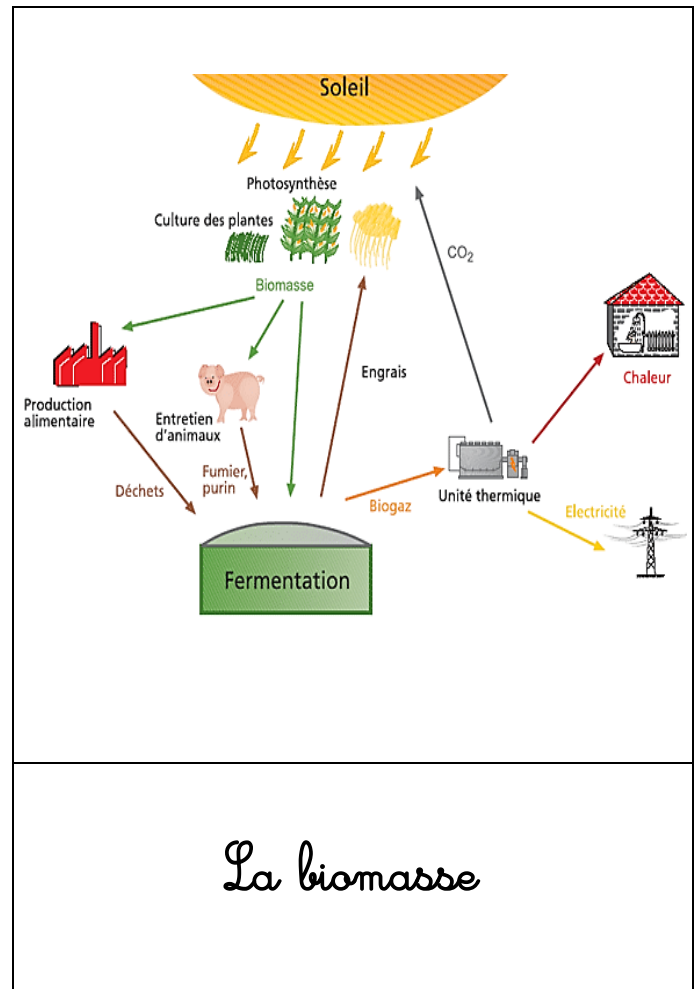 Soleil
Photosynthèse
Culture des plantes
Biomasse
CO₂
Production
alimentaire
Entretien
d'animaux
Engrais
Chaleur
Déchets
Fumier,
purin
Biogaz
Unité thermique
Electricité
Fermentation
La biomasse